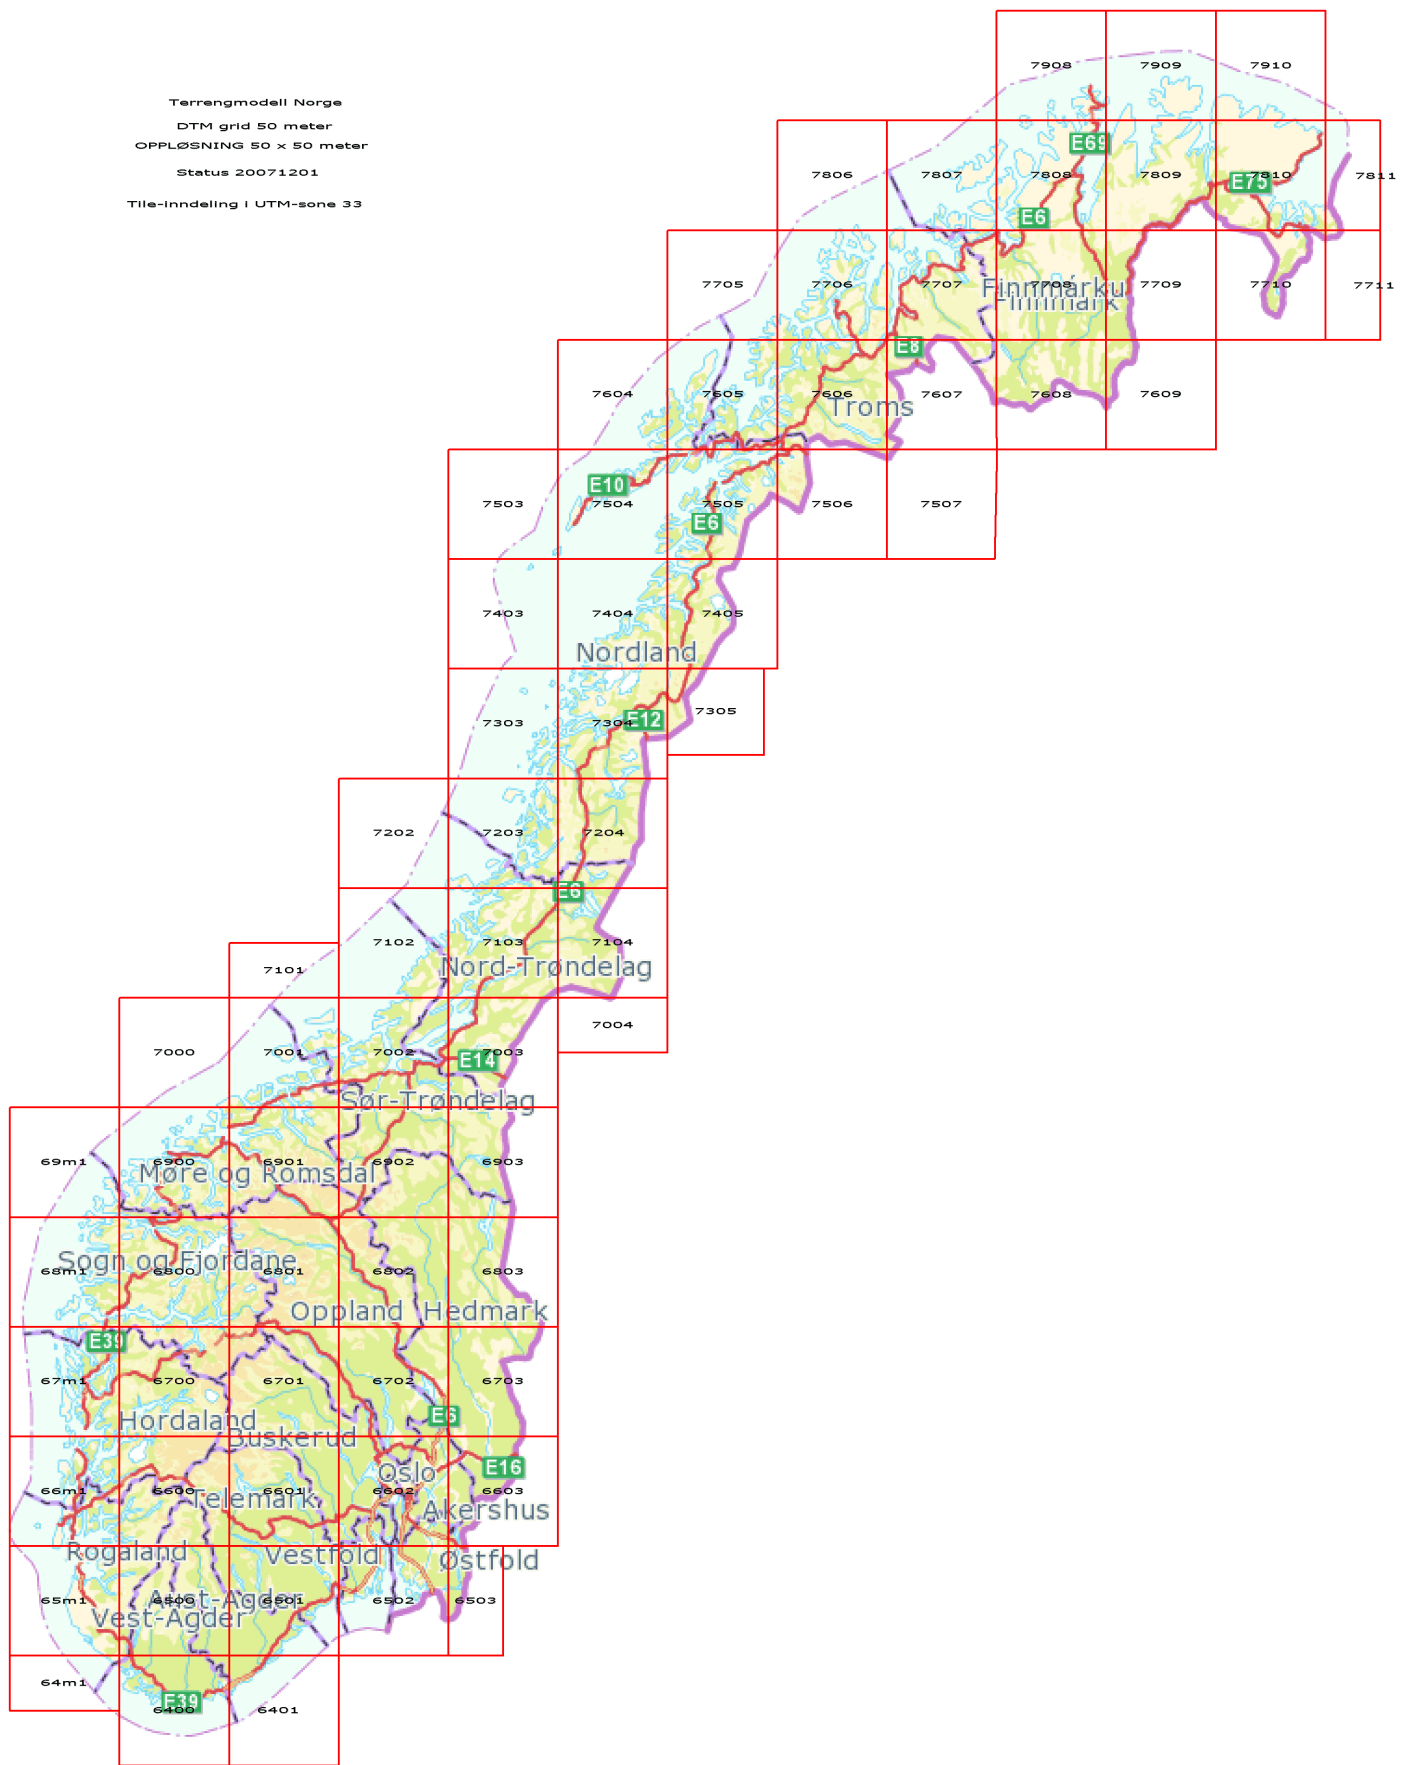 7908 7909 7910
Terrengmodell Norge
DTM grid 50 meter
OPPLØSNING 50 x 50 meter
Status 20071201
Tile-inndeling i UTM-sone 33
E69
7806 7807 7808 7809 7810 7811
E75
E6
7705 7706 7707 7708 7709 7710 7711
Finnmárku
Finnmark
E8
7604 7605 7606 7607 7608 7609
Troms
E10
7503 7504 7505 7506 7507
E6
7403 7404 7405
Nordland
7303 7304 E12 7305
7202 7203 7204
E6
7102 7103 7104
Nord-Trøndelag
7101
7004
7000 7001 7002 7003
E14
Sør-Trøndelag
69m1 6900 6901 6902 6903
Møre og Romsdal
Sogn og Fjordane
68m1 6800 6801 6802 6803
Oppland Hedmark
E39
67m1 6700 6701 6702 6703
Hordaland E6
Buskerud
Oslo E16
66m1 6600 6601 6602 6603
Telemark
Akershus
Rogaland Vestfold Østfold
65m1 6500 6501 6502 6503
Aust-Agder
Vest-Agder
64m1
E39
6400 6401